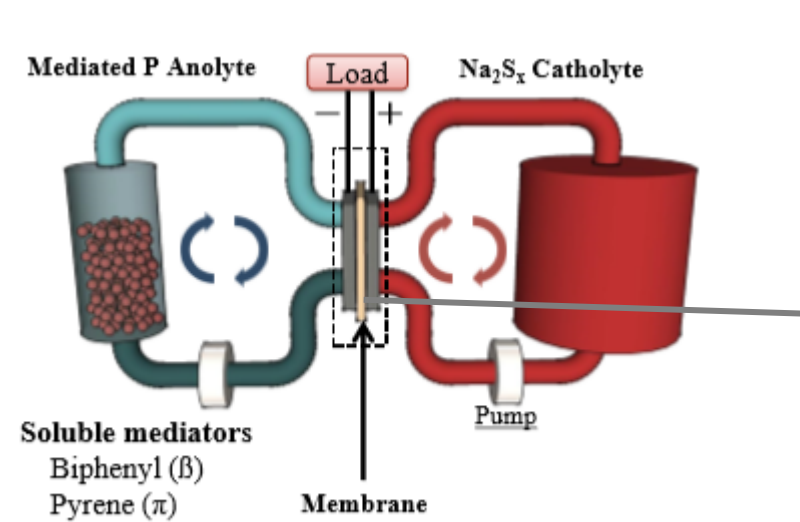 Mediated P Anolyte
Load
Na₂Sₓ Catholyte
— +
Pump
Soluble mediators
Biphenyl (ß)
Pyrene (π)
Membrane